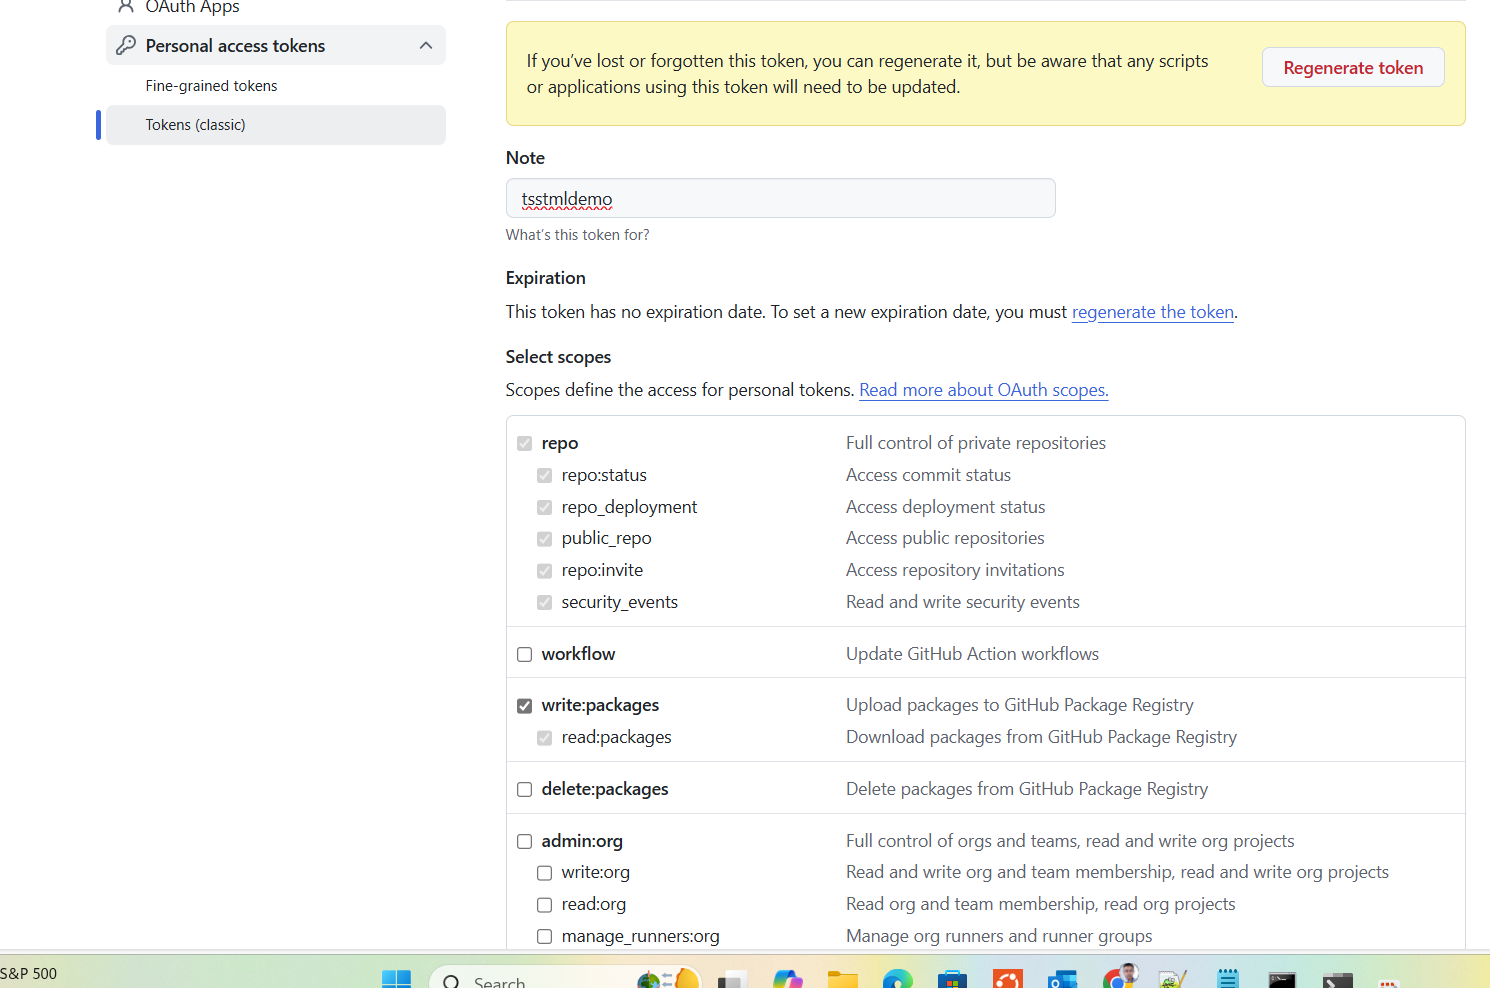 OAuth Apps
Personal access tokens
Fine-grained tokens
Tokens (classic)
If you've lost or forgotten this token, you can regenerate it, but be aware that any scripts
or applications using this token will need to be updated.
Regenerate token
Note
tsstmldemo
What's this token for?
Expiration
This token has no expiration date. To set a new expiration date, you must regenerate the token.
Select scopes
Scopes define the access for personal tokens. Read more about OAuth scopes.
repo Full control of private repositories
repo:status Access commit status
repo_deployment Access deployment status
public_repo Access public repositories
repo:invite Access repository invitations
security_events Read and write security events
workflow Update GitHub Action workflows
write:packages Upload packages to GitHub Package Registry
read:packages Download packages from GitHub Package Registry
delete:packages Delete packages from GitHub Package Registry
admin:org Full control of orgs and teams, read and write org projects
write:org Read and write org and team membership, read and write org projects
read:org Read org and team membership, read org projects
manage_runners:org Manage org runners and runner groups
S&P 500
Search